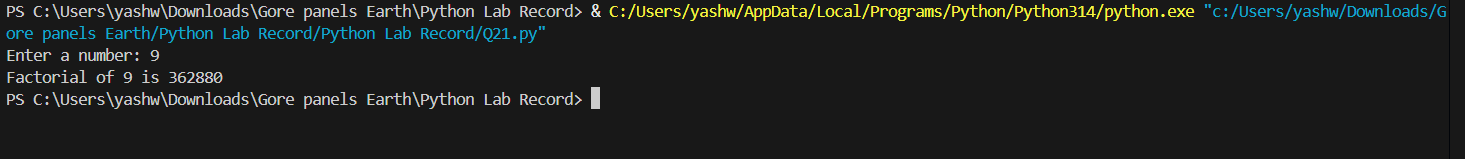 PS C:\Users\yashw\Downloads\Gore panels Earth\Python Lab Record> & C:/Users/yashw/AppData/Local/Programs/Python/Python314/python.exe "c:/Users/yashw/Downloads/G
ore panels Earth/Python Lab Record/Python Lab Record/Q21.py"
Enter a number: 9
Factorial of 9 is 362880
PS C:\Users\yashw\Downloads\Gore panels Earth\Python Lab Record>